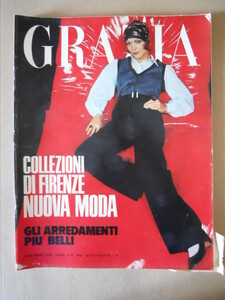 GRAZIA
COLLEZIONI
DI FIRENZE
NUOVA MODA
GLI ARREDAMENTI
PIU' BELLI